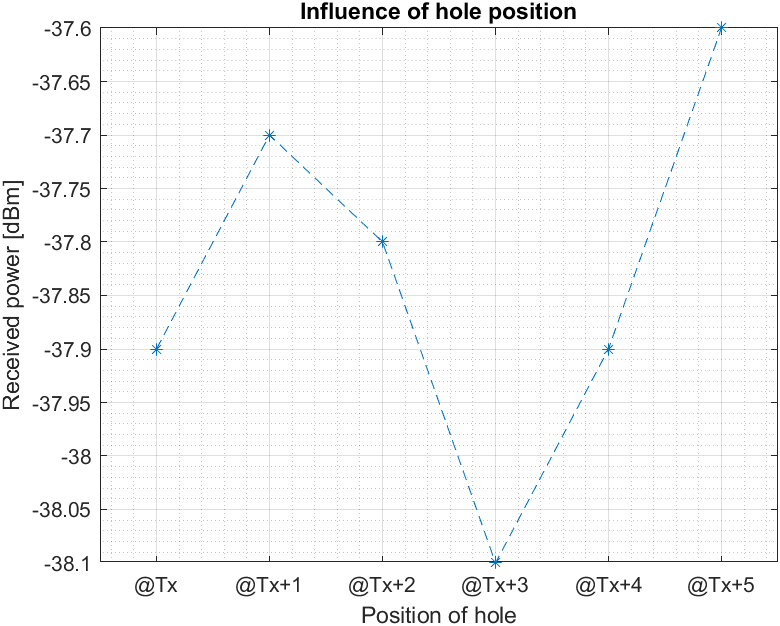 Influence of hole position
Received power [dBm]
-37.6
-37.65
-37.7
-37.75
-37.8
-37.85
-37.9
-37.95
-38
-38.05
-38.1
@Tx @Tx+1 @Tx+2 @Tx+3 @Tx+4 @Tx+5
Position of hole